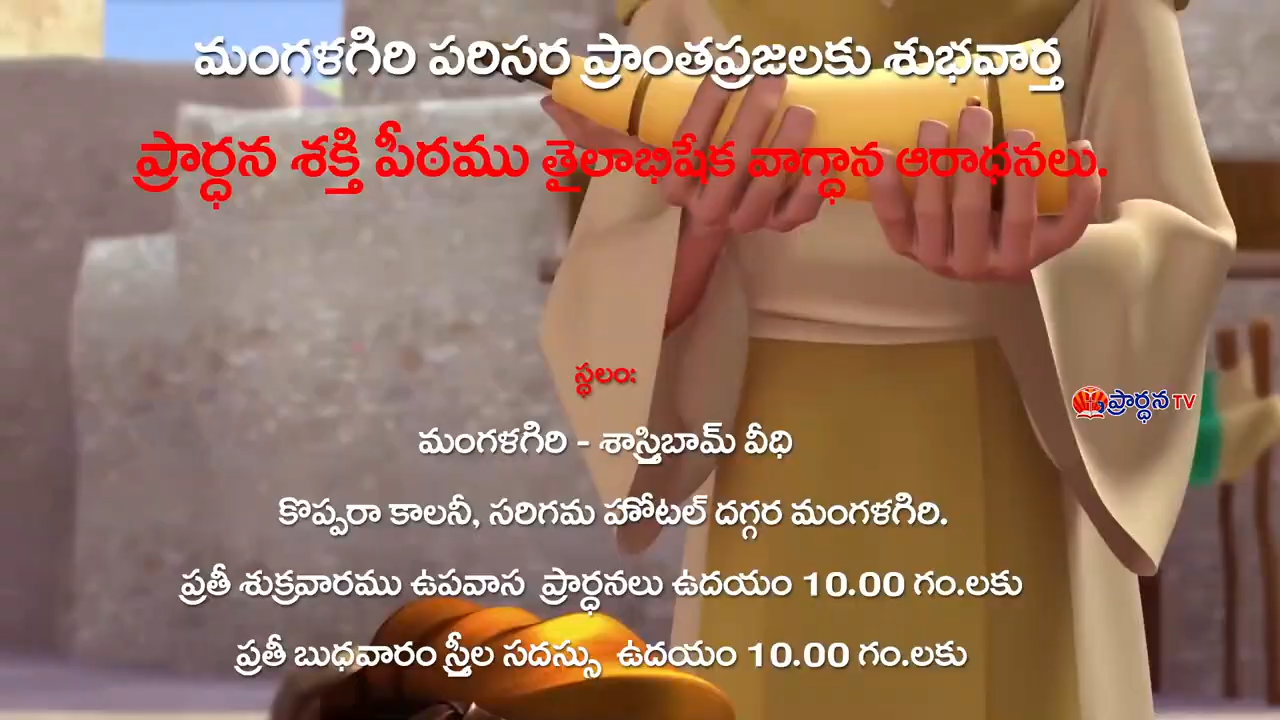 మంగళగిరి పరిసర ప్రాంతప్రజలకు శుభవార్త
ప్రార్ధన శక్తి పీఠము తైలాభిషేక వాగ్ధాన ఆరాధనలు.
స్థలం:
ప్రార్ధన TV
మంగళగిరి - శాస్త్రిబామ్ వీధి
కొప్పరా కాలనీ, సరిగమ హోటల్ దగ్గర మంగళగిరి.
ప్రతీ శుక్రవారము ఉపవాస ప్రార్ధనలు ఉదయం 10.00 గం.లకు
ప్రతీ బుధవారం స్త్రీల సదస్సు ఉదయం 10.00 గం.లకు